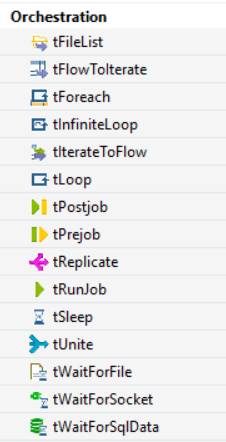 Orchestration
tFileList
tFlowToIterate
tForeach
tInfiniteLoop
tIterateToFlow
tLoop
tPostjob
tPrejob
tReplicate
tRunJob
tSleep
tUnite
tWaitForFile
tWaitForSocket
tWaitForSqlData